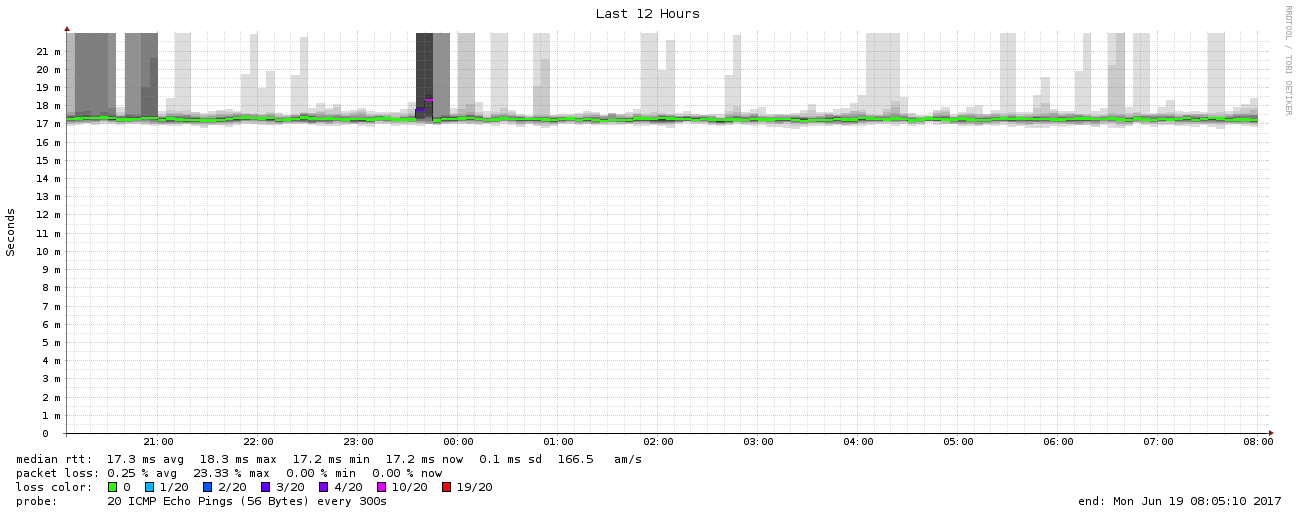 Last 12 Hours
RRDTOOL / TOBI OETIKER
Seconds
21 m
20 m
19 m
18 m
17 m
16 m
15 m
14 m
13 m
12 m
11 m
10 m
9 m
8 m
7 m
6 m
5 m
4 m
3 m
2 m
1 m
0
21:00 22:00 23:00 00:00 01:00 02:00 03:00 04:00 05:00 06:00 07:00 08:00
median rtt: 17.3 ms avg 18.3 ms max 17.2 ms min 17.2 ms now 0.1 ms sd 166.5 am/s
packet loss: 0.25 % avg 23.33 % max 0.00 % min 0.00 % now
loss color: 0 1/20 2/20 3/20 4/20 10/20 19/20
probe: 20 ICMP Echo Pings (56 Bytes) every 300s end: Mon Jun 19 08:05:10 2017